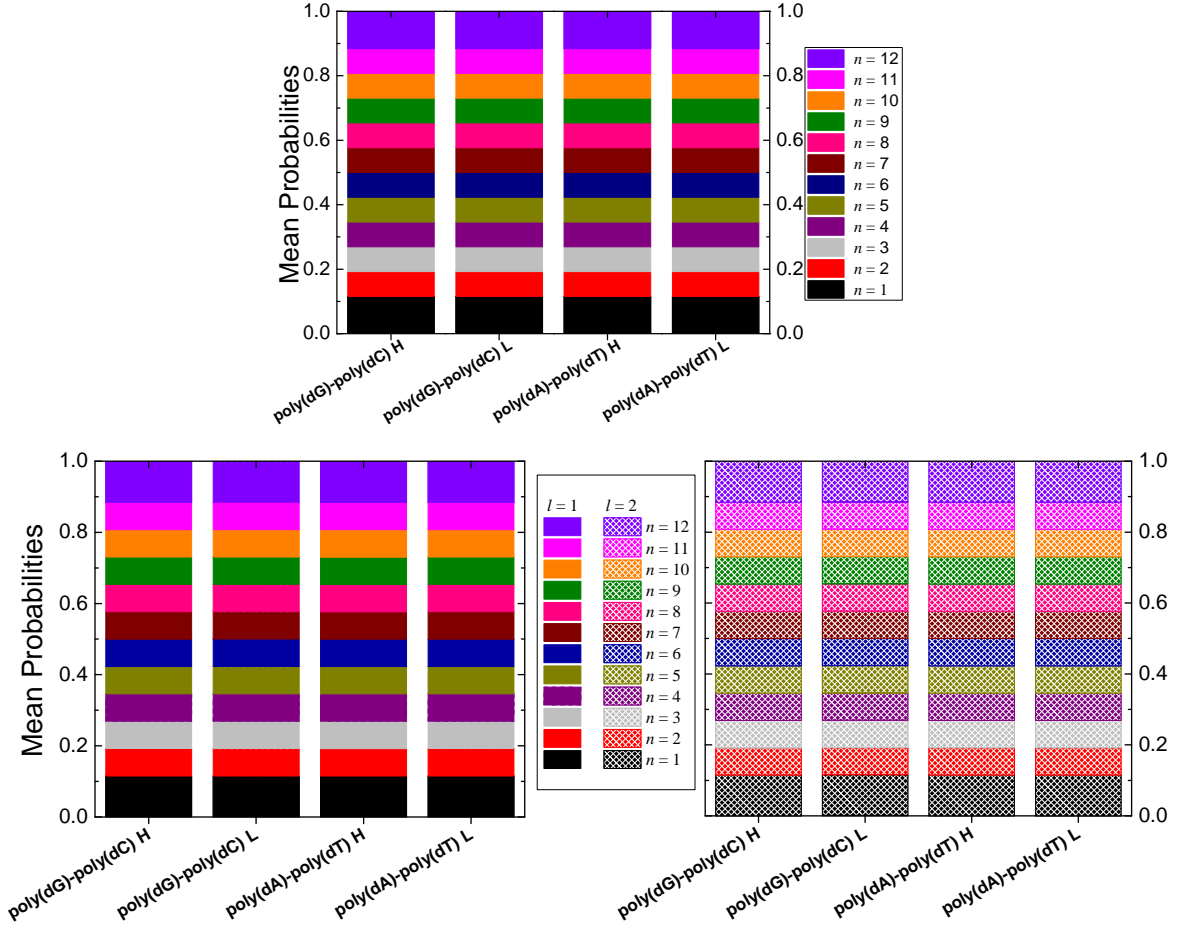 Mean Probabilities
1.0
0.8
0.6
0.4
0.2
0.0
1.0
0.8
0.6
0.4
0.2
0.0
n = 12
n = 11
n = 10
n = 9
n = 8
n = 7
n = 6
n = 5
n = 4
n = 3
n = 2
n = 1
poly(dG)-poly(dC) H
poly(dG)-poly(dC) L
poly(dA)-poly(dT) H
poly(dA)-poly(dT) L
Mean Probabilities
1.0
0.8
0.6
0.4
0.2
0.0
poly(dG)-poly(dC) H
poly(dG)-poly(dC) L
poly(dA)-poly(dT) H
poly(dA)-poly(dT) L
l = 1 l = 2
n = 12
n = 11
n = 10
n = 9
n = 8
n = 7
n = 6
n = 5
n = 4
n = 3
n = 2
n = 1
1.0
0.8
0.6
0.4
0.2
0.0
poly(dG)-poly(dC) H
poly(dG)-poly(dC) L
poly(dA)-poly(dT) H
poly(dA)-poly(dT) L